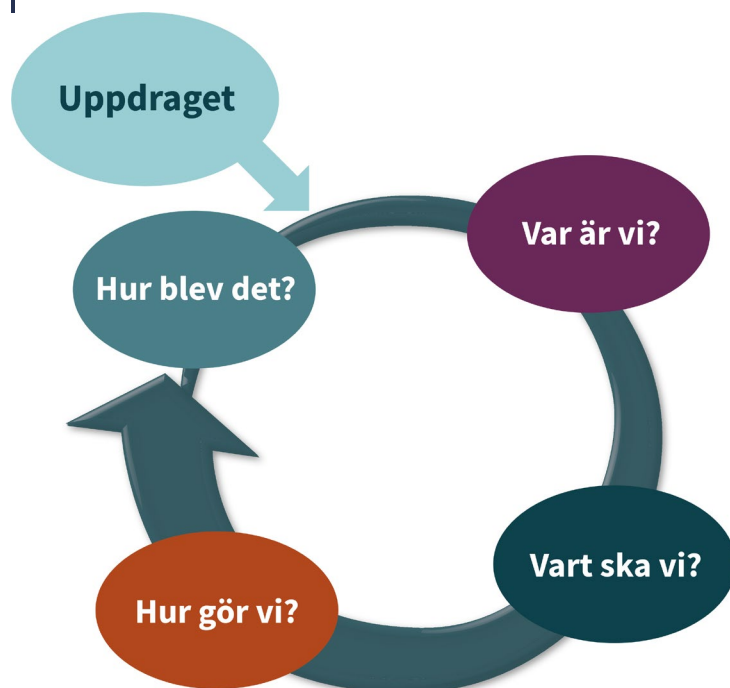 Uppdraget
Var är vi?
Hur blev det?
Vart ska vi?
Hur gör vi?